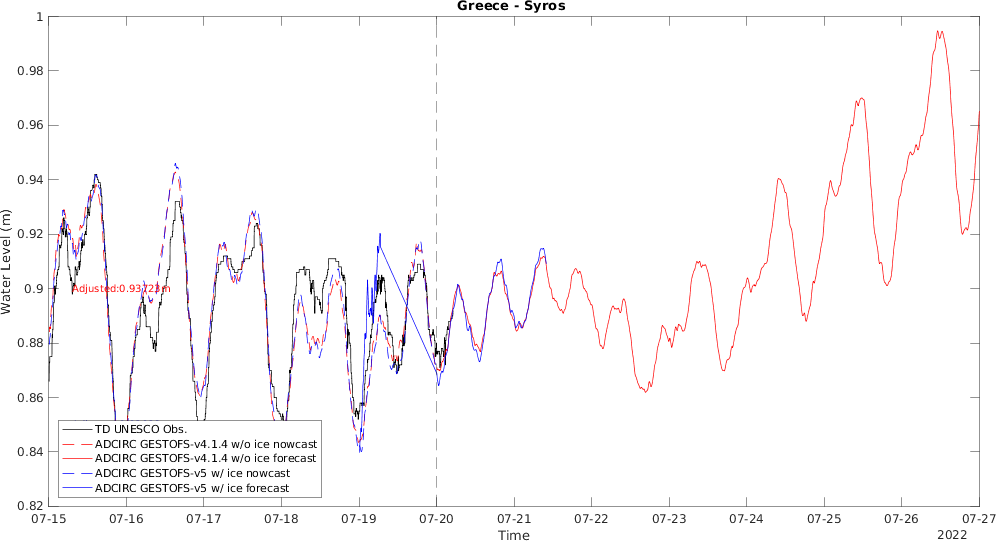 Greece - Syros
1
0.98
0.96
0.94
0.92
0.9
0.88
0.86
0.84
0.82
Water Level (m)
Adjusted:0.93723m
TD UNESCO Obs.
ADCIRC GESTOFS-v4.1.4 w/o ice nowcast
ADCIRC GESTOFS-v4.1.4 w/o ice forecast
ADCIRC GESTOFS-v5 w/ ice nowcast
ADCIRC GESTOFS-v5 w/ ice forecast
07-15 07-16 07-17 07-18 07-19 07-20 07-21 07-22 07-23 07-24 07-25 07-26 07-27
Time
2022